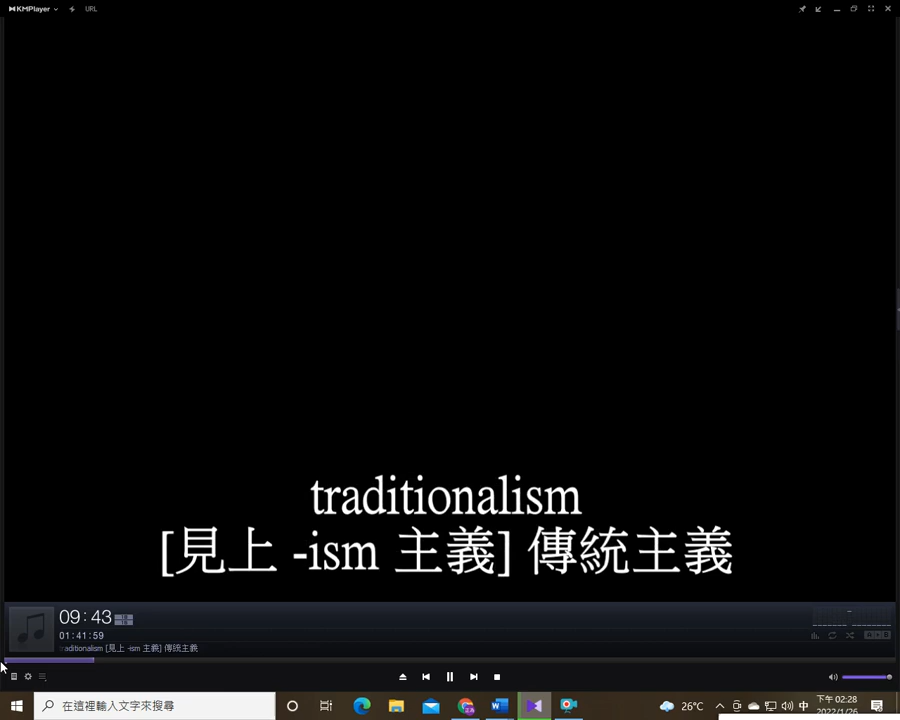 KMPlayer
URL
traditionalism
[見上 -ism 主義] 傳統主義
09:43
01:41:59
raditionalism [見上 -ism 主義] 傳統主義
A B
在這裡輸入文字來搜尋
26°C
中
下午 02:28
2022/1/26